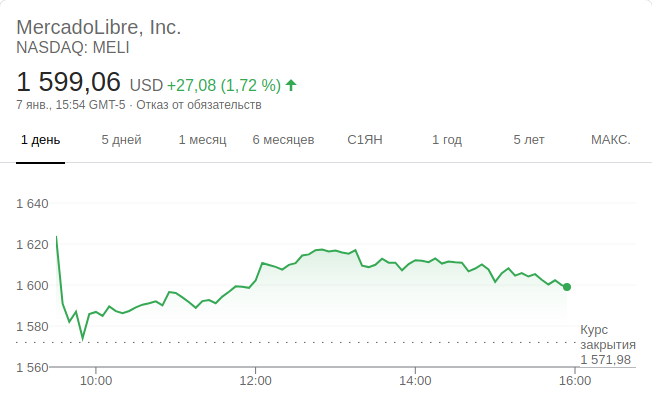 MercadoLibre, Inc.
NASDAQ: MELI
1 599,06 USD +27,08 (1,72 %)
7 янв., 15:54 GMT-5 · Отказ от обязательств
1 день 5 дней 1 месяц 6 месяцев С1ЯН 1 год 5 лет МАКС.
1 640
1 620
1 600
1 580
Курс
закрытия
1 571,98
1 560
10:00 12:00 14:00 16:00